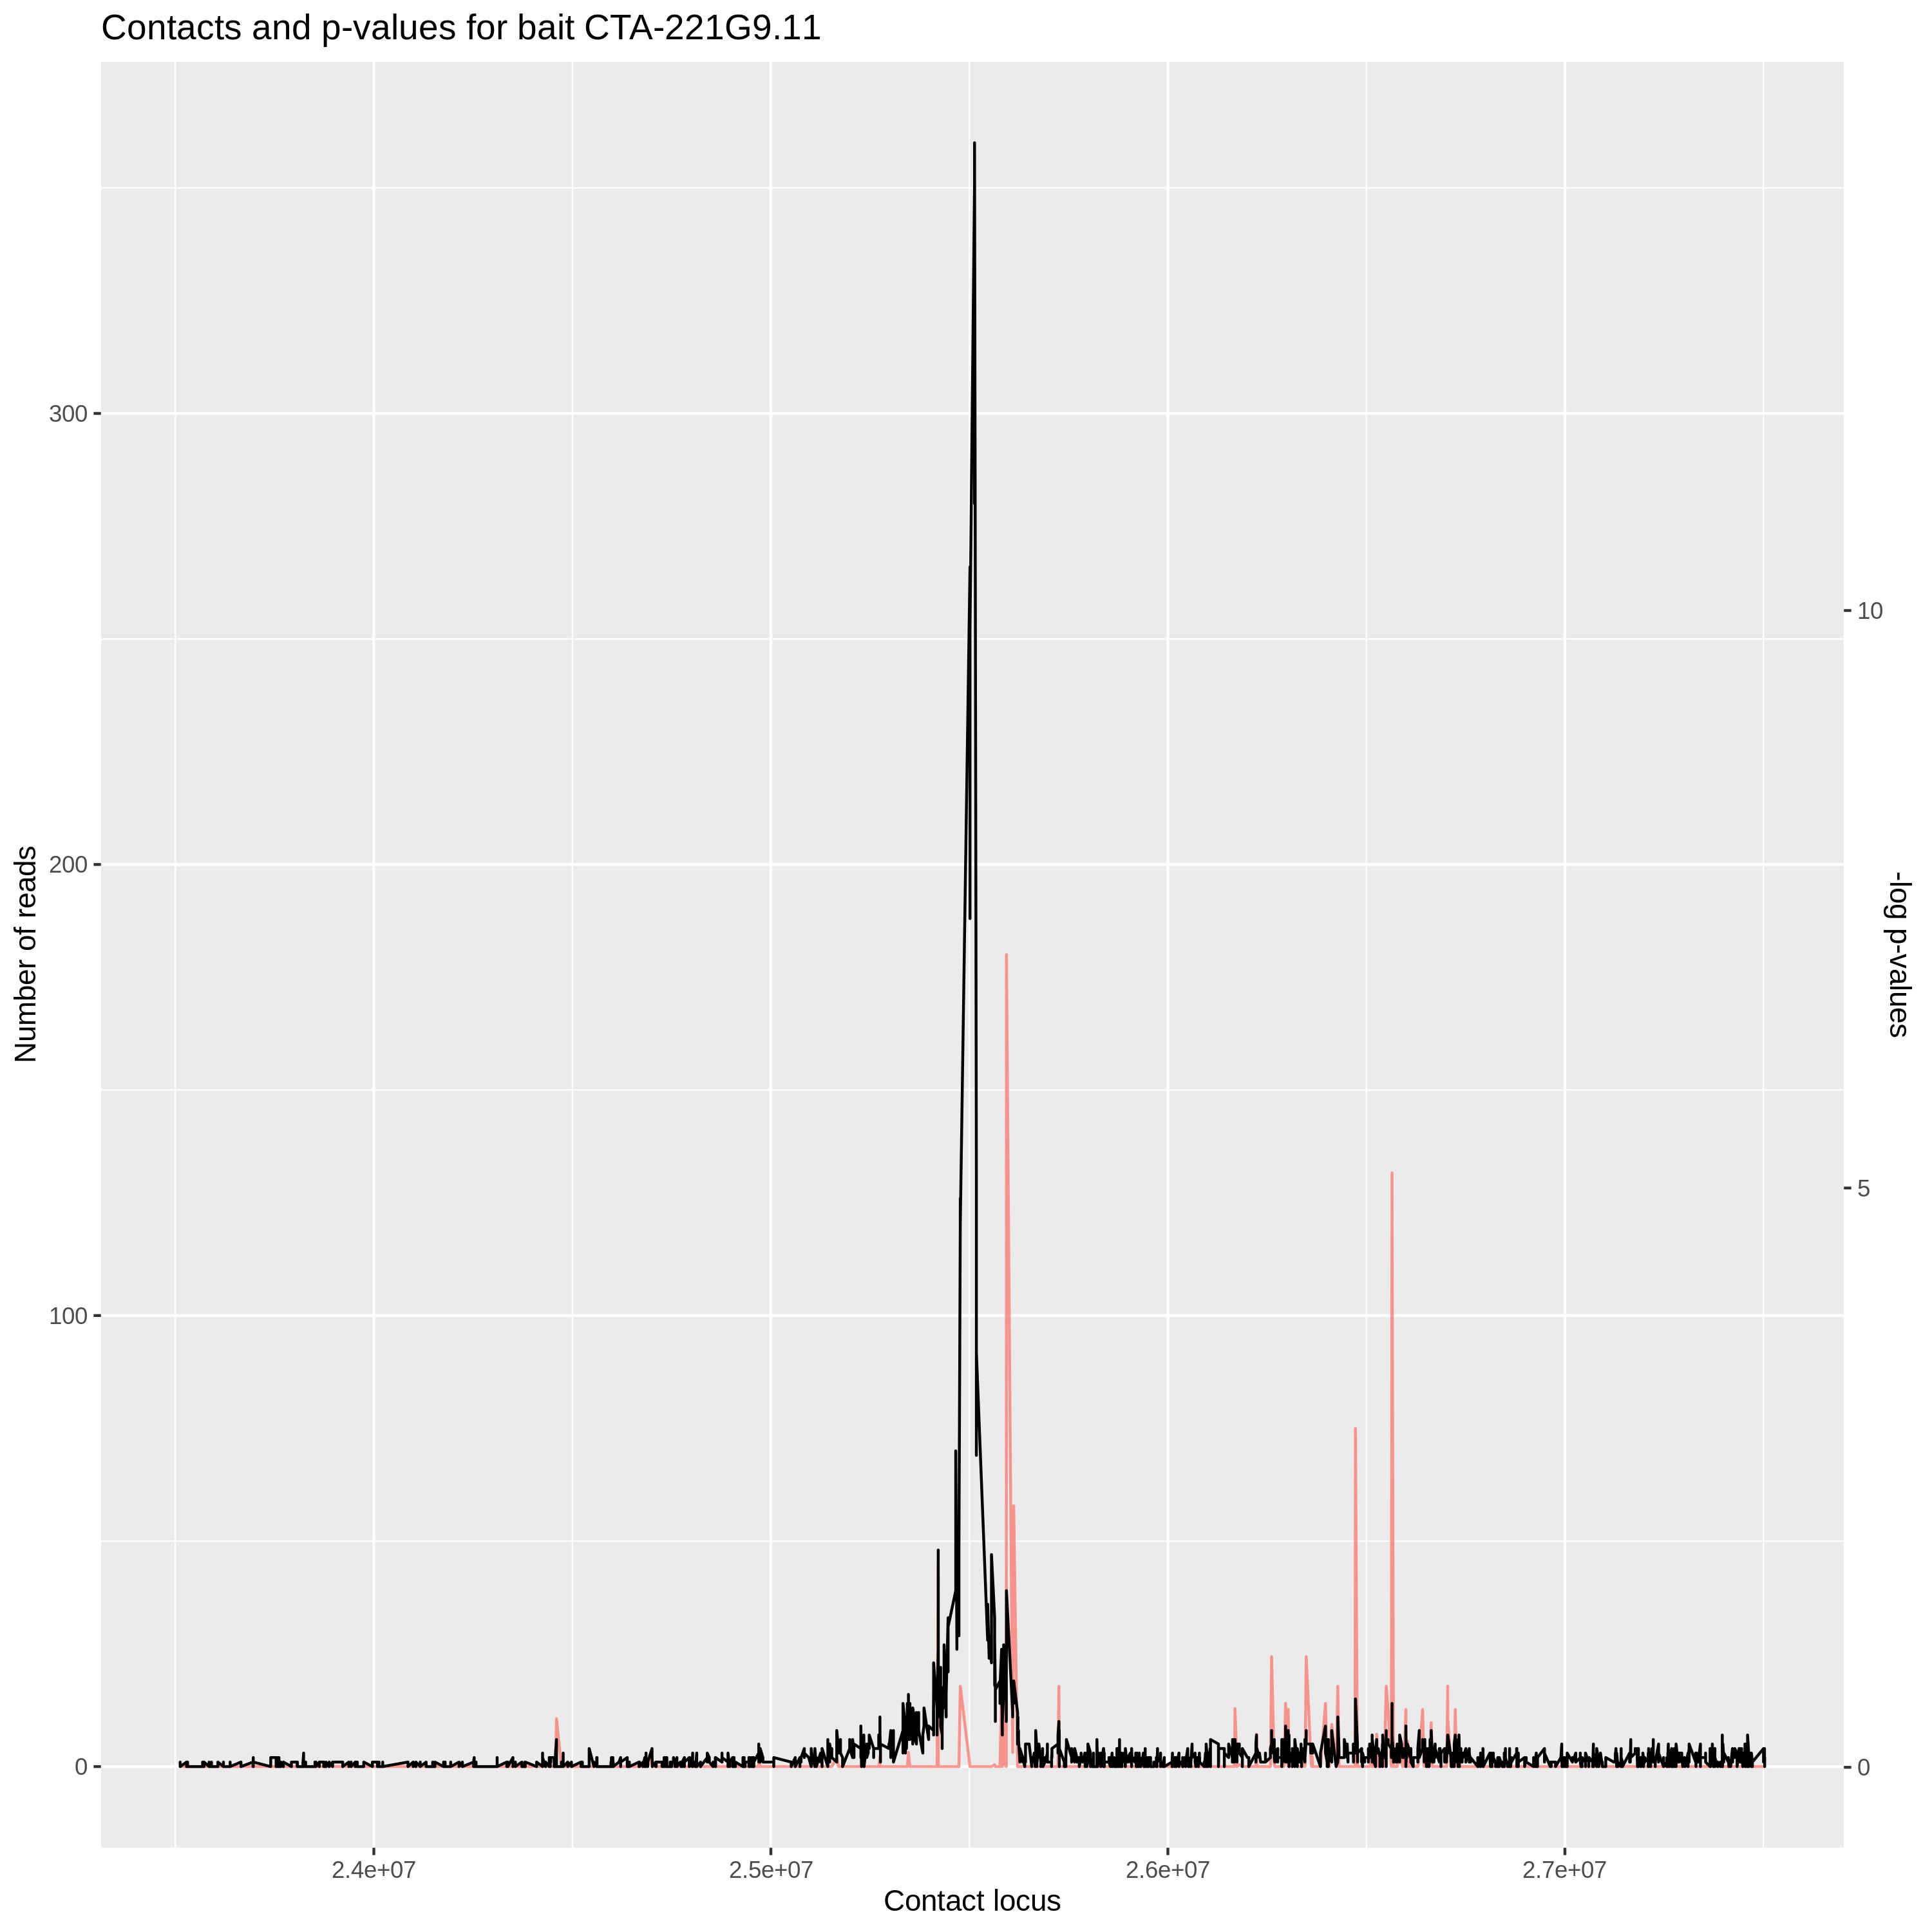 Contacts and p-values for bait CTA-221G9.11
300
200
100
0
Number of reads
10
5
0
-log p-values
2.4e+07
2.5e+07
2.6e+07
2.7e+07
Contact locus